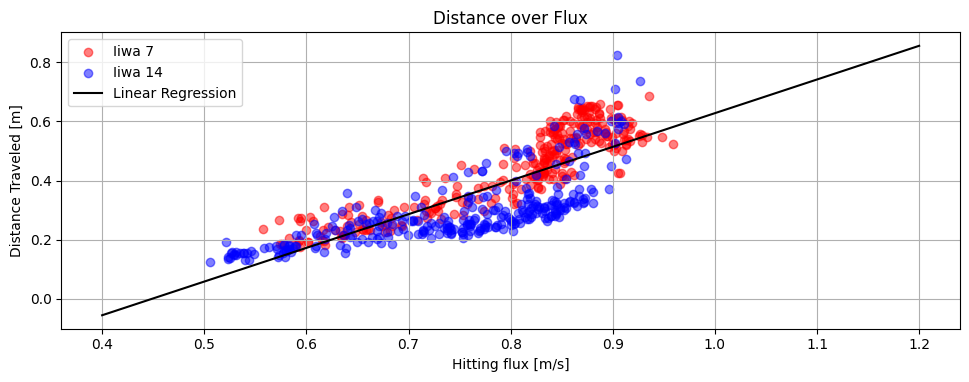 Distance over Flux
Iiwa 7
Iiwa 14
Linear Regression
Distance Traveled [m]
0.8
0.6
0.4
0.2
0.0
0.4 0.5 0.6 0.7 0.8 0.9 1.0 1.1 1.2
Hitting flux [m/s]